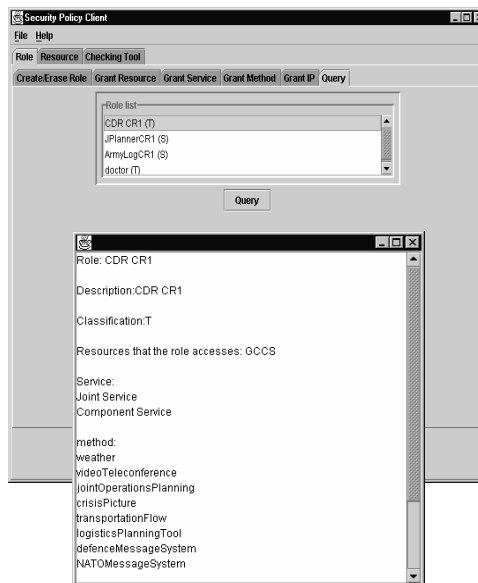 Security Policy Client
File Help
Role Resource Checking Tool
Create/Erase Role Grant Resource Grant Service Grant Method Grant IP Query
Role list
CDR CR1 (T)
JPlannerCR1 (S)
ArmyLogCR1 (S)
doctor (T)
Query
Role: CDR CR1
Description:CDR CR1
Classification:T
Resources that the role accesses: GCCS
Service:
Joint Service
Component Service
method:
weather
videoTeleconference
jointOperationsPlanning
crisisPicture
transportationFlow
logisticsPlanningTool
defenceMessageSystem
NATOMessageSystem